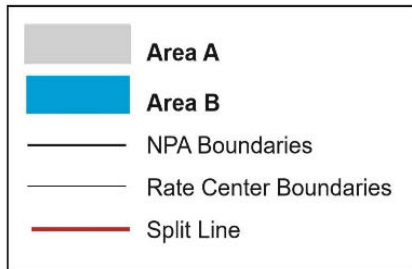 Area A
Area B
NPA Boundaries
Rate Center Boundaries
Split Line